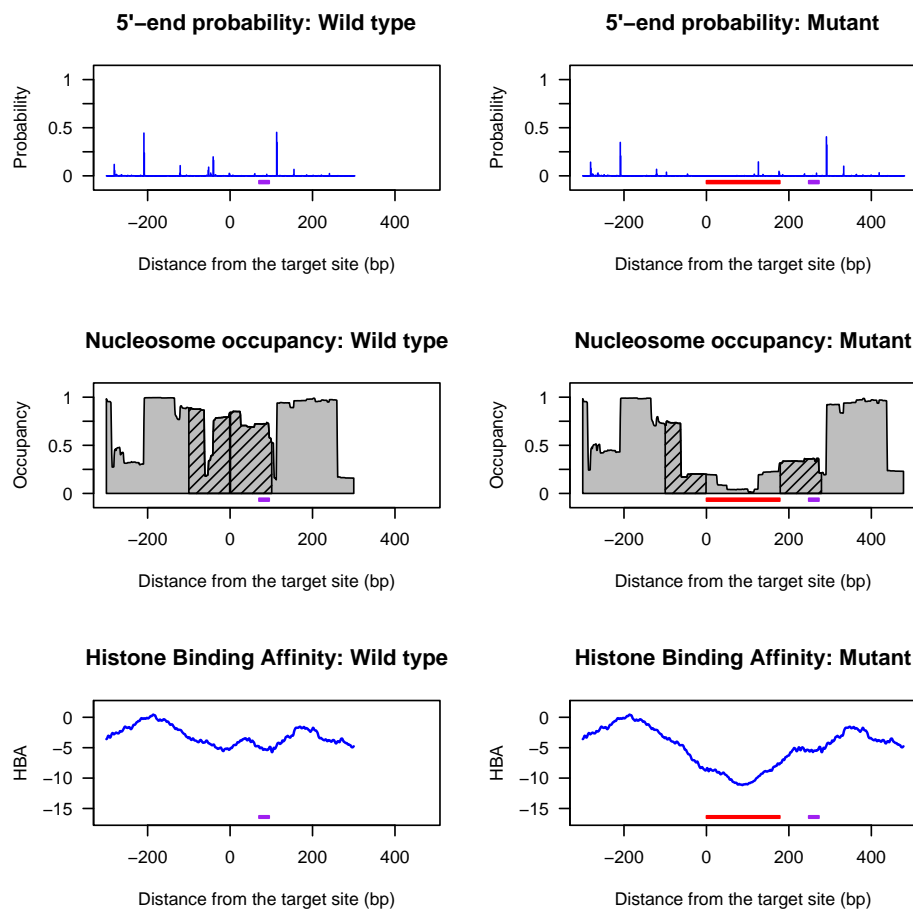 5'−end probability: Wild type
Probability
1
0.5
0
−200 0 200 400
Distance from the target site (bp)
5'−end probability: Mutant
Probability
1
0.5
0
−200 0 200 400
Distance from the target site (bp)
Nucleosome occupancy: Wild type
Occupancy
1
0.5
0
−200 0 200 400
Distance from the target site (bp)
Nucleosome occupancy: Mutant
Occupancy
1
0.5
0
−200 0 200 400
Distance from the target site (bp)
Histone Binding Affinity: Wild type
HBA
0
−5
−10
−15
−200 0 200 400
Distance from the target site (bp)
Histone Binding Affinity: Mutant
HBA
0
−5
−10
−15
−200 0 200 400
Distance from the target site (bp)